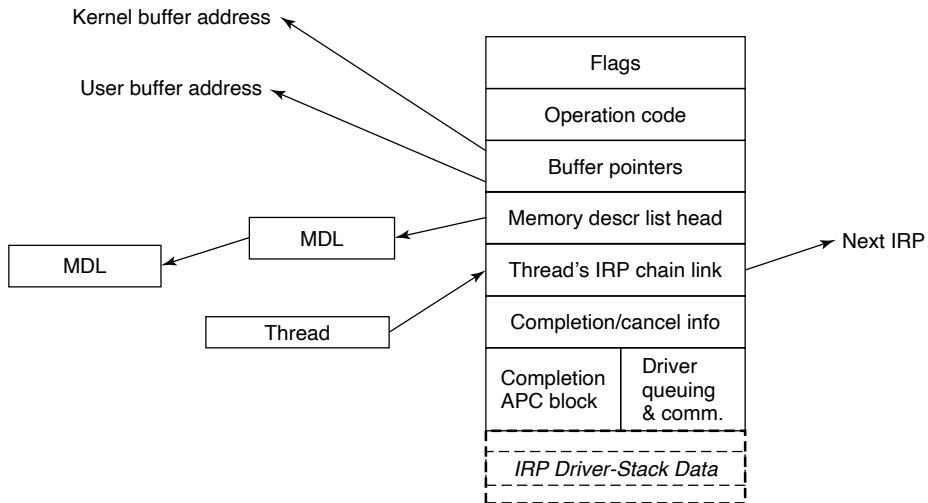 Kernel buffer address
User buffer address
Flags
Operation code
Buffer pointers
Memory descr list head
MDL
MDL
Thread’s IRP chain link
Next IRP
Thread
Completion/cancel info
Completion
APC block
Driver
queuing
& comm.
IRP Driver-Stack Data